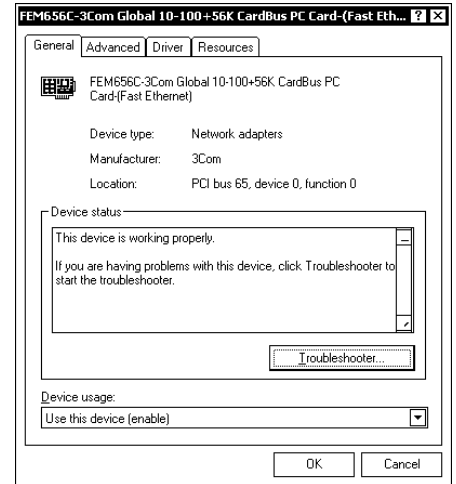 FEM656C-3Com Global 10-100+56K CardBus PC Card-(Fast Eth...
General Advanced Driver Resources
FEM656C-3Com Global 10-100+56K CardBus PC
Card-(Fast Ethernet)
Device type: Network adapters
Manufacturer: 3Com
Location: PCI bus 65, device 0, function 0
Device status
This device is working properly.
If you are having problems with this device, click Troubleshooter to
start the troubleshooter.
Troubleshooter...
Device usage:
Use this device (enable)
OK Cancel